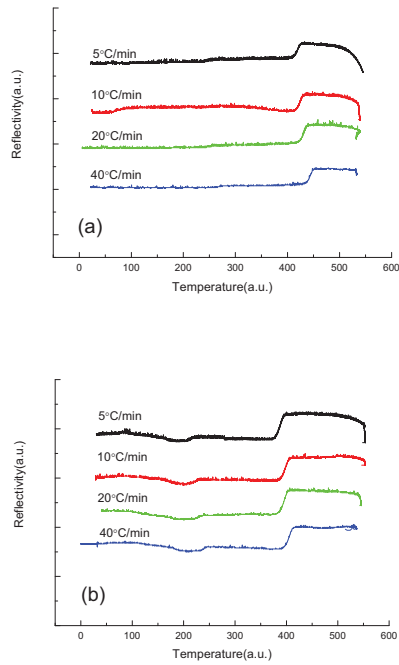 (a)
5°C/min
10°C/min
20°C/min
40°C/min
Reflectivity(a.u.)
0 100 200 300 400 500 600
Temperature(a.u.)
5°C/min
10°C/min
20°C/min
40°C/min
Reflectivity(a.u.)
(b)
0 100 200 300 400 500 600
Temperature(a.u.)